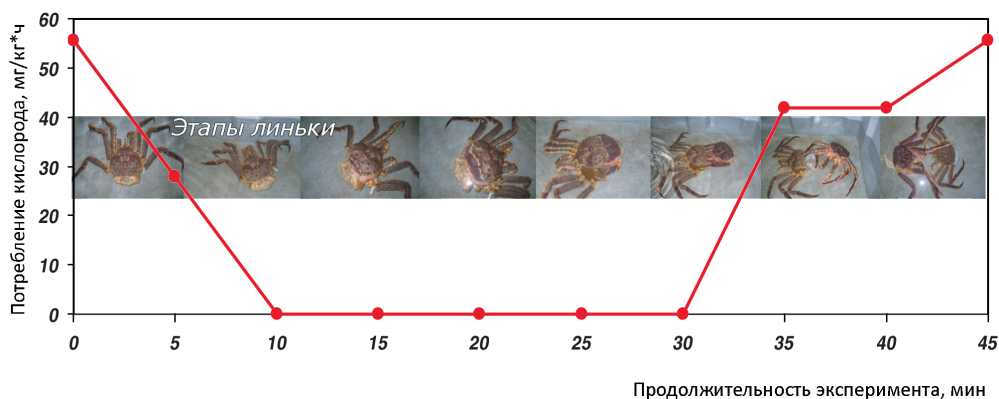 Потребление кислорода, мг/кг*ч
60
50
40
30
20
10
0
Этапы линьки
0 5 10 15 20 25 30 35 40 45
Продолжительность эксперимента, мин